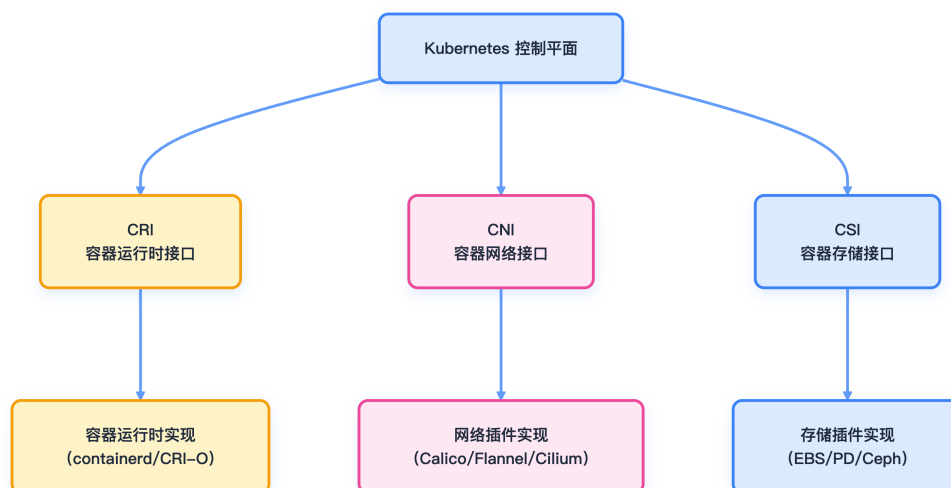 Kubernetes 控制平面
CRI
容器运行时接口
CNI
容器网络接口
CSI
容器存储接口
容器运行时实现
(containerd/CRI-O)
网络插件实现
(Calico/Flannel/Cilium)
存储插件实现
(EBS/PD/Ceph)